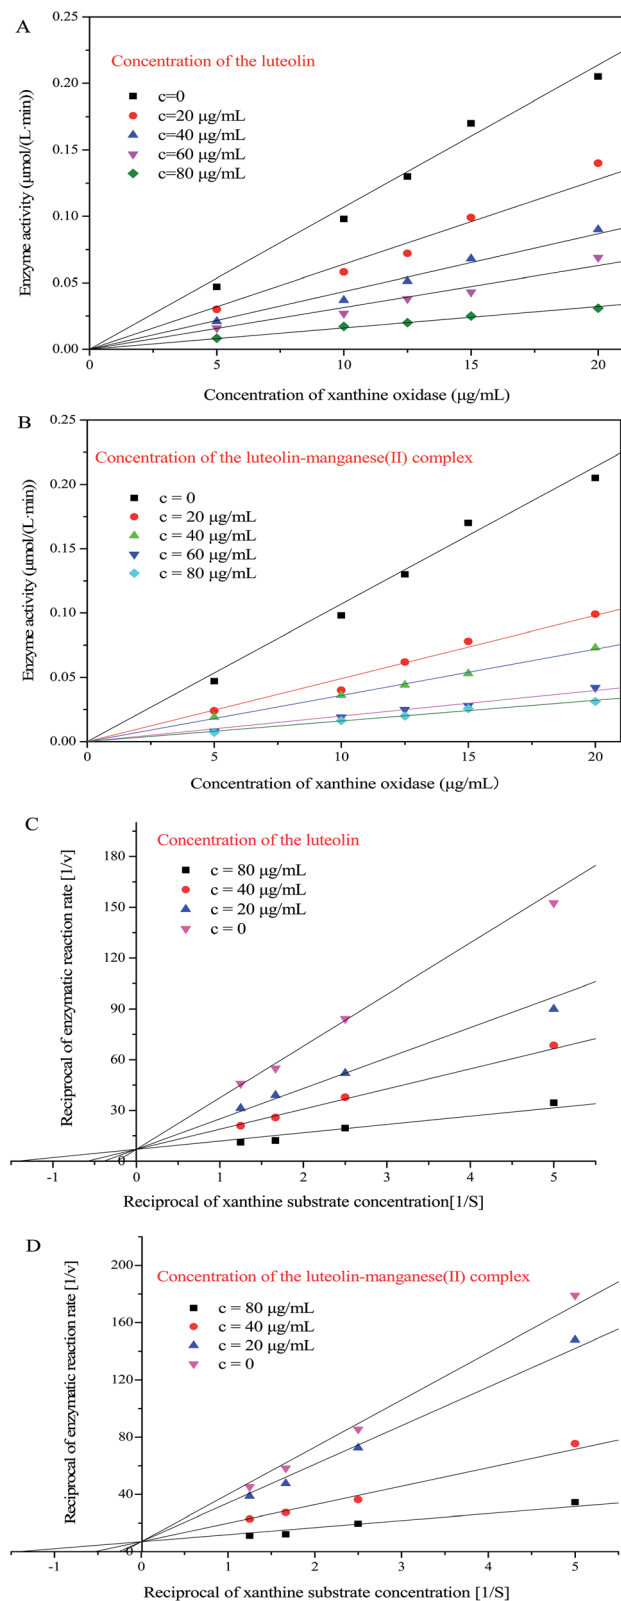 A
0.25
0.20
0.15
0.10
0.05
0.00
Enzyme activity (μmol/(L·min))
Concentration of the luteolin
c=0
c=20 μg/mL
c=40 μg/mL
c=60 μg/mL
c=80 μg/mL
0 5 10 15 20
Concentration of xanthine oxidase (μg/mL)
B
0.25
0.20
0.15
0.10
0.05
0.00
Enzyme activity (μmol/(L·min))
Concentration of the luteolin-manganese(II) complex
c = 0
c = 20 μg/mL
c = 40 μg/mL
c = 60 μg/mL
c = 80 μg/mL
0 5 10 15 20
Concentration of xanthine oxidase (μg/mL)
C
180
150
120
90
60
30
0
Reciprocal of enzymatic reaction rate [1/v]
Concentration of the luteolin
c = 80 μg/mL
c = 40 μg/mL
c = 20 μg/mL
c = 0
-1 0 1 2 3 4 5
Reciprocal of xanthine substrate concentration[1/S]
D
200
160
120
80
40
0
Reciprocal of enzymatic reaction rate [1/v]
Concentration of the luteolin-manganese(II) complex
c = 80 μg/mL
c = 40 μg/mL
c = 20 μg/mL
c = 0
-1 0 1 2 3 4 5
Reciprocal of xanthine substrate concentration [1/S]